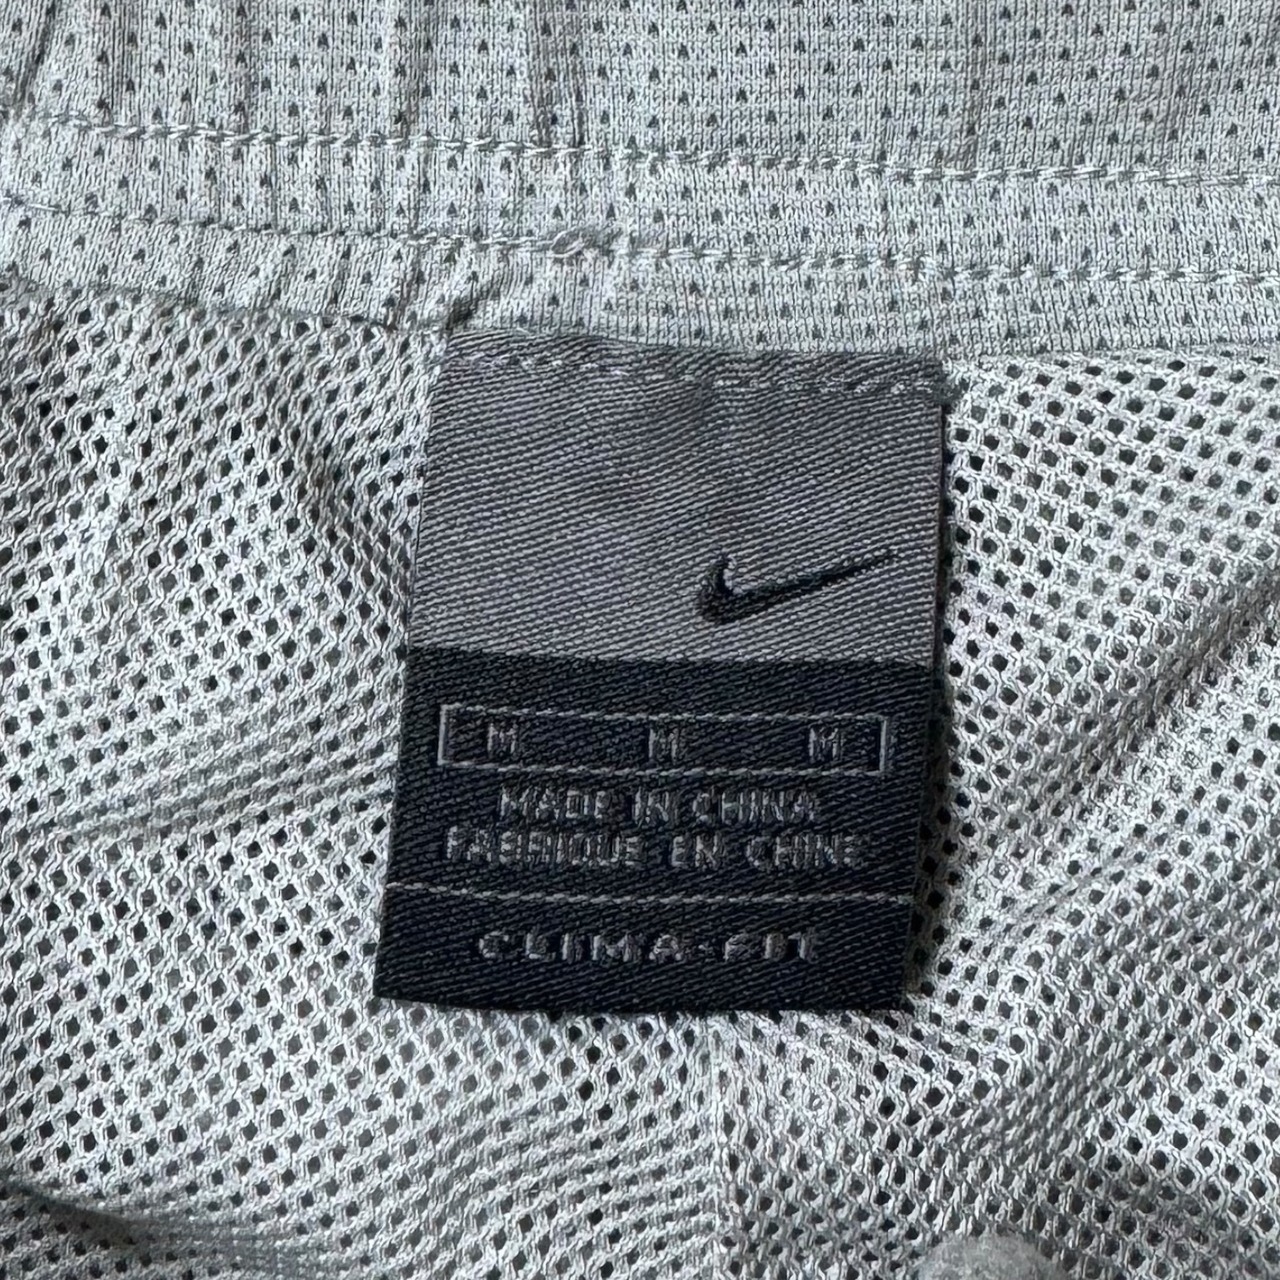 M M M
MADE IN CHINA
FABRIQUE EN CHINE
CLIMA-FIT